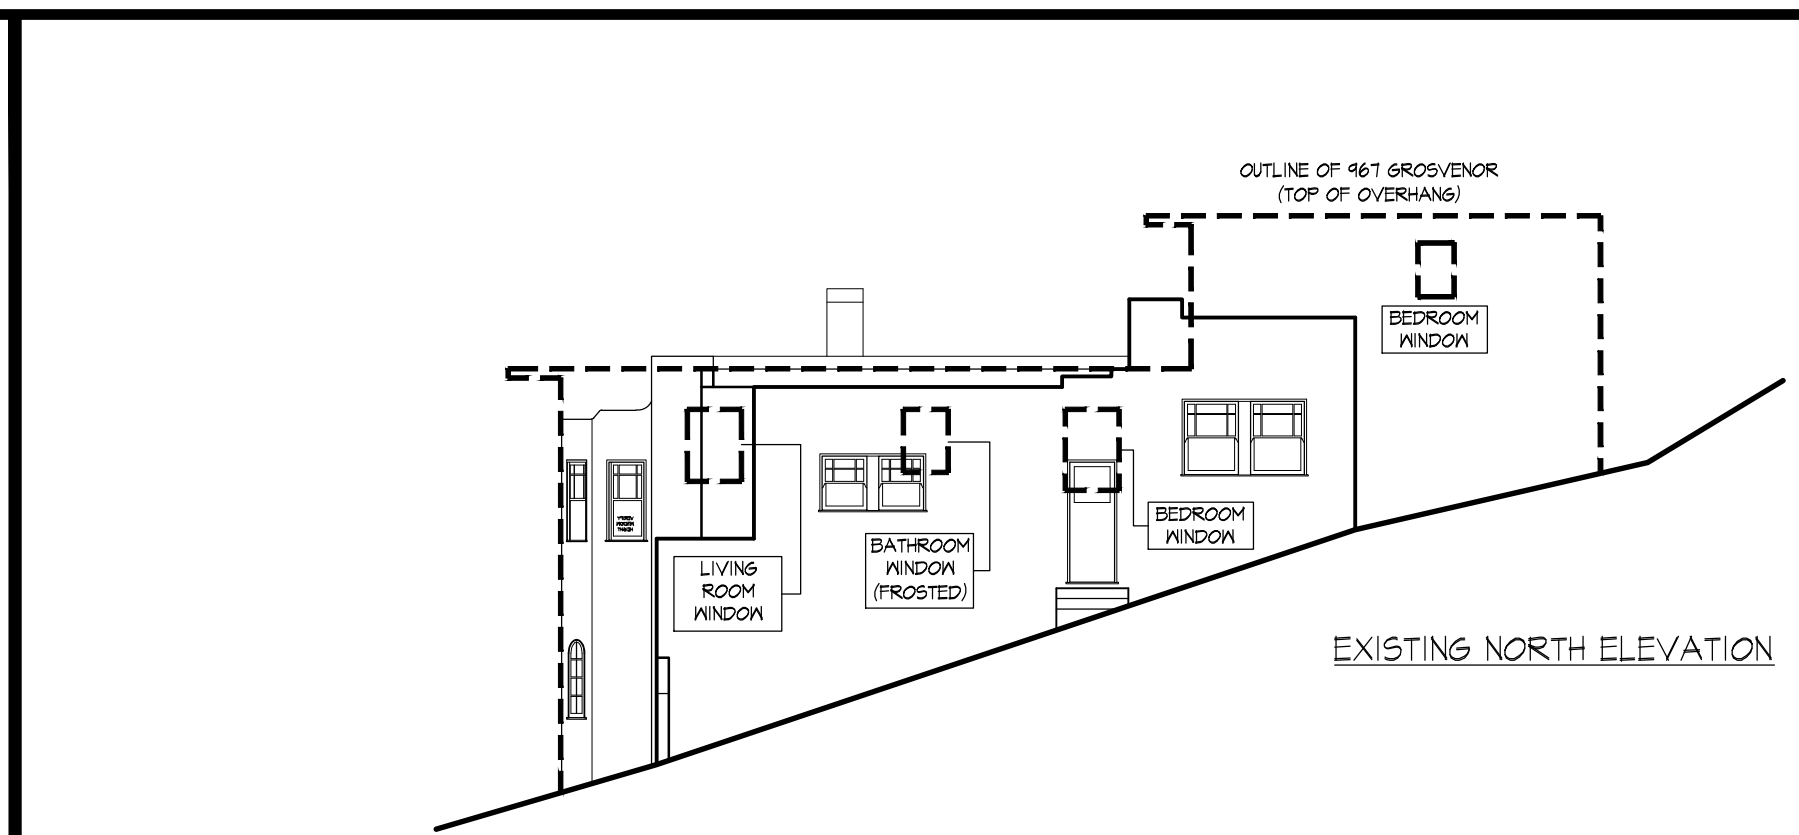 OUTLINE OF 967 GROSVENOR
(TOP OF OVERHANG)
BEDROOM
WINDOW
BEDROOM
WINDOW
BATHROOM
WINDOW
(FROSTED)
LIVING
ROOM
WINDOW
EXISTING NORTH ELEVATION